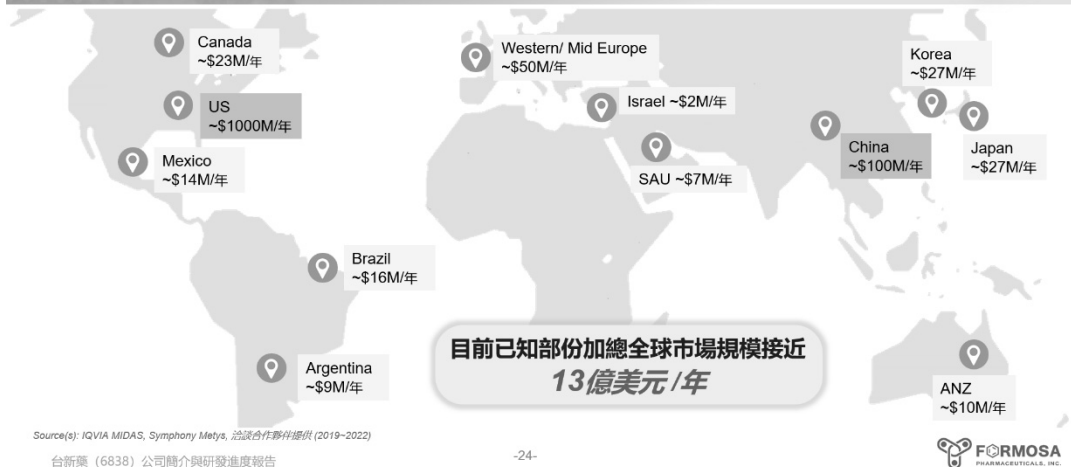 Canada
~$23M/年
US
~$1000M/年
Mexico
~$14M/年
Brazil
~$16M/年
Argentina
~$9M/年
Western/ Mid Europe
~$50M/年
Israel ~$2M/年
SAU ~$7M/年
Korea
~$27M/年
China
~$100M/年
Japan
~$27M/年
ANZ
~$10M/年
目前已知部份加總全球市場規模接近
13億美元 /年
Source(s): IQVIA MIDAS, Symphony Metys, 洽談合作夥伴提供 (2019~2022)
台新藥（6838）公司簡介與研發進度報告
-24-
FORMOSA
PHARMACEUTICALS, INC.